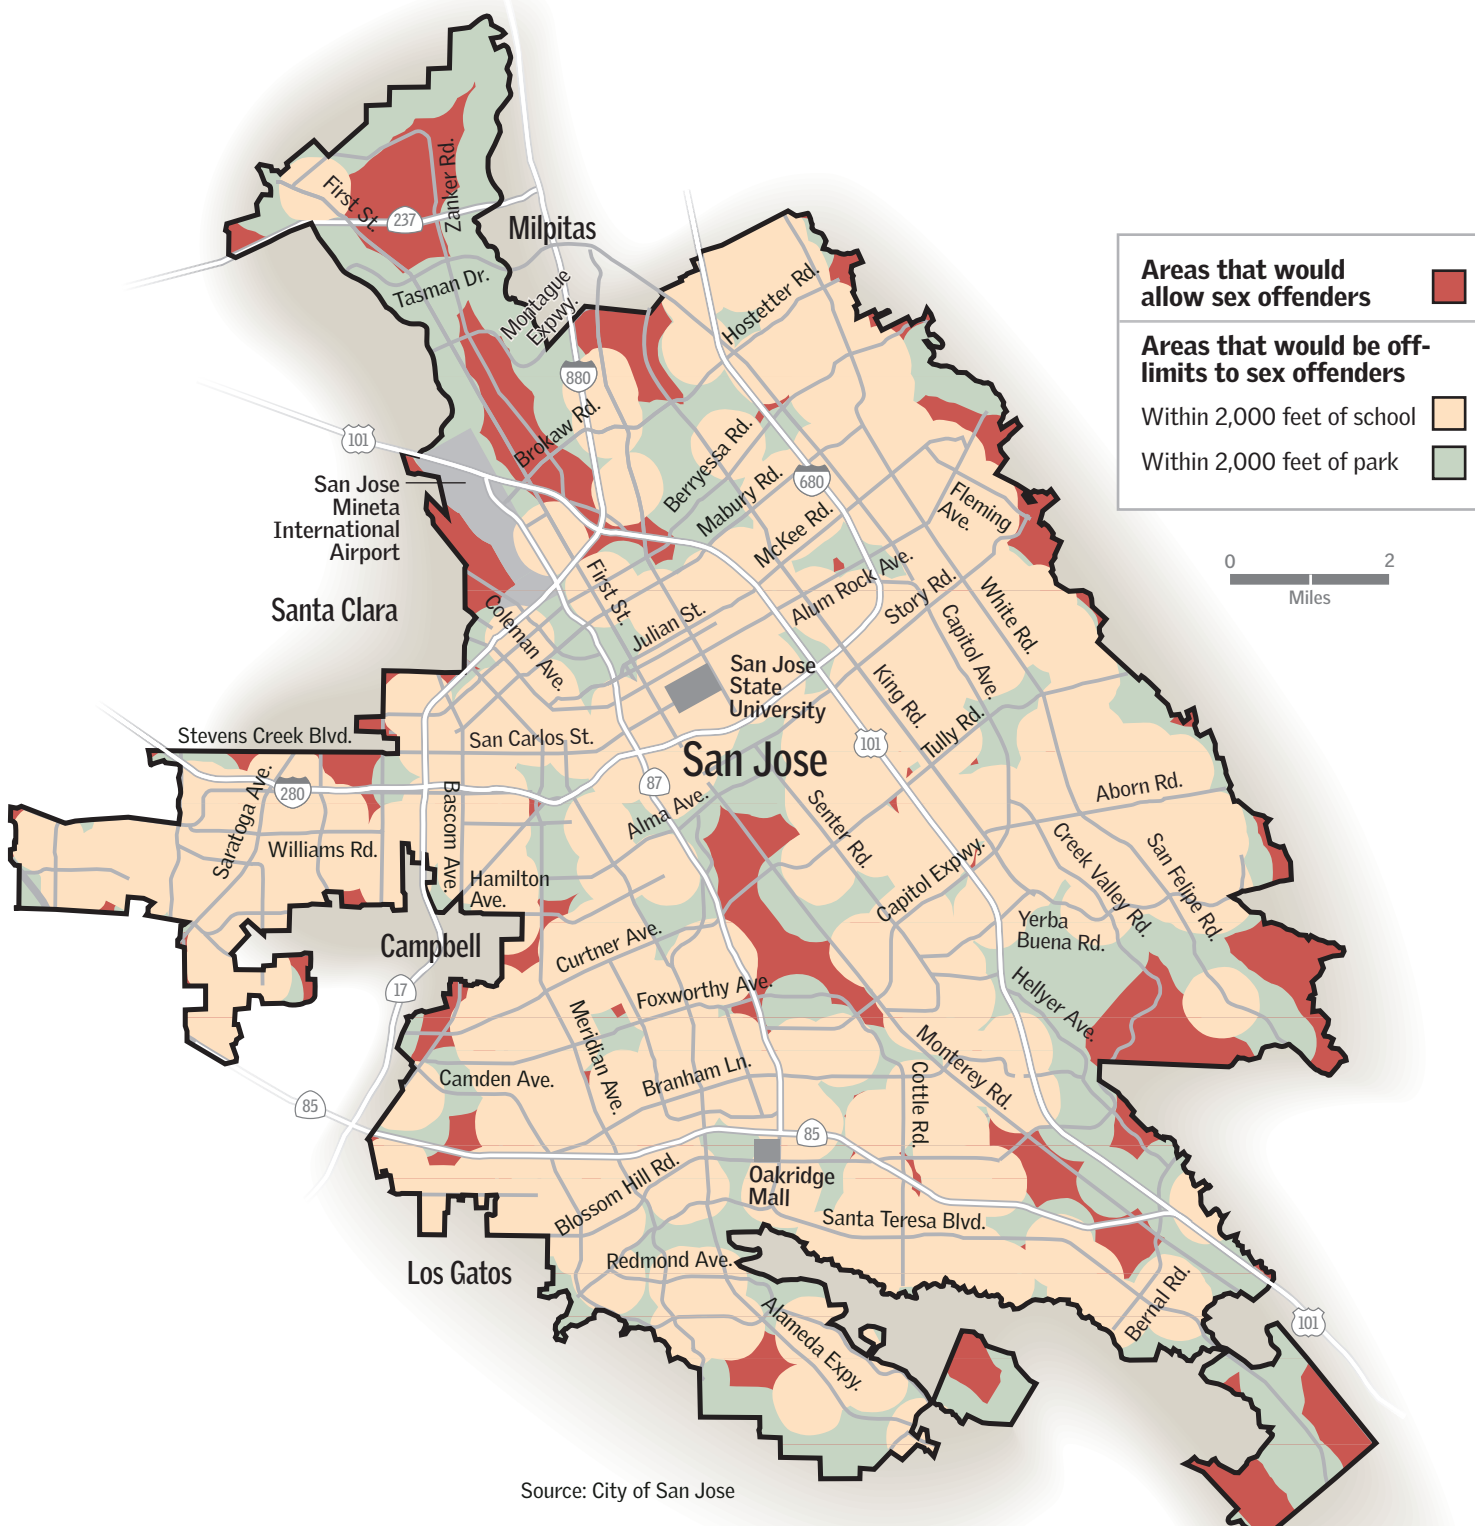 Areas that would
allow sex offenders
Areas that would be off-
limits to sex offenders
Within 2,000 feet of school
Within 2,000 feet of park
0
2
Miles
First St.
237
Zanker Rd.
Milpitas
Tasman Dr.
Montague
Expwy.
Hostetter Rd.
880
101
Brokaw Rd.
Berryessa Rd.
Mabury Rd.
680
McKee Rd.
Fleming
Ave.
San Jose
Mineta
International
Airport
Santa Clara
First St.
Coleman Ave.
Julian St.
Alum Rock Ave.
Story Rd.
White Rd.
Capitol Ave.
San Jose
State
University
King Rd.
Tully Rd.
Stevens Creek Blvd.
San Carlos St.
San Jose
101
87
280
Saratoga Ave.
Bascom Ave.
Alma Ave.
Senter Rd.
Aborn Rd.
Williams Rd.
Hamilton
Ave.
Capitol Expwy.
Creek Valley Rd.
San Felipe Rd.
Yerba
Buena Rd.
Campbell
Curtner Ave.
17
Foxworthy Ave.
Hellyer Ave.
Meridian Ave.
Monterey Rd.
Camden Ave.
Branham Ln.
Cottle Rd.
85
85
Oakridge
Mall
Blossom Hill Rd.
Santa Teresa Blvd.
Los Gatos
Redmond Ave.
Alameda Expy.
Bernal Rd.
101
Source: City of San Jose